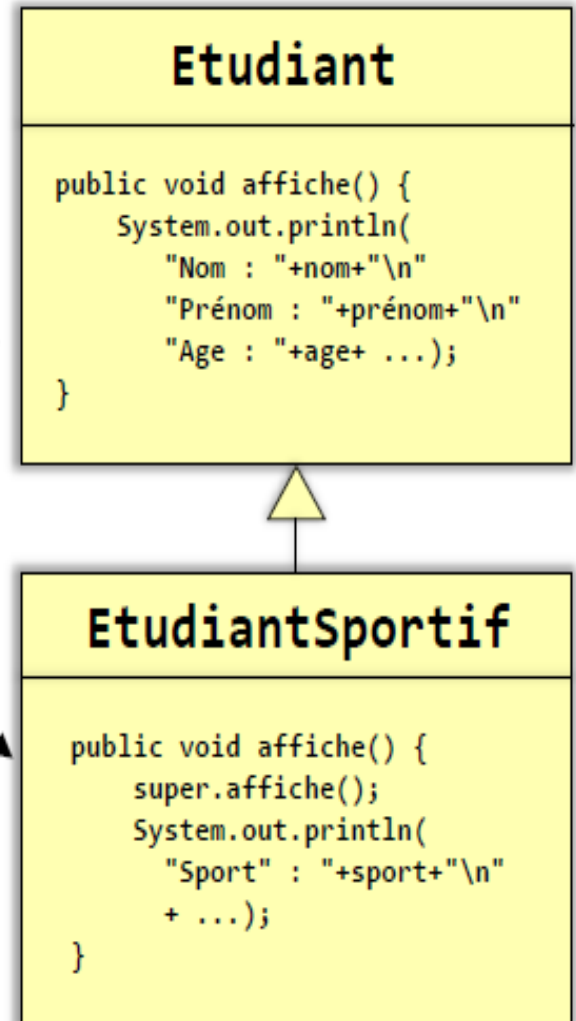 Etudiant
public void affiche() {
System.out.println(
"Nom : "+nom+"\n"
"Prénom : "+prénom+"\n"
"Age : "+age+ ...);
}
EtudiantSportif
public void affiche() {
super.affiche();
System.out.println(
"Sport" : "+sport+"\n"
+ ...);
}